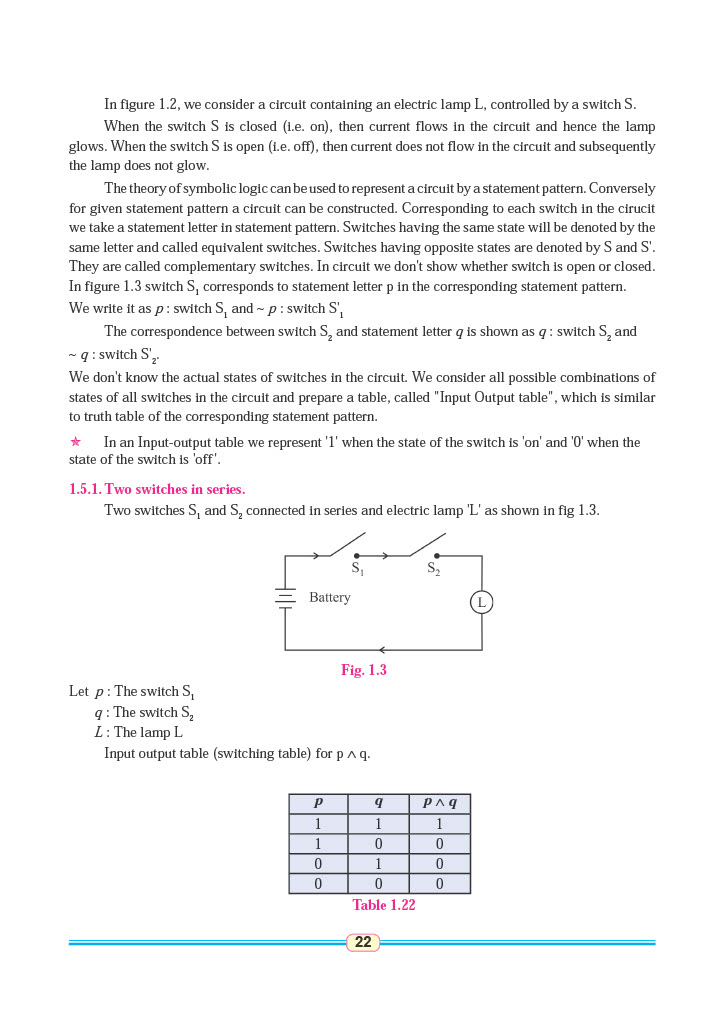 In figure 1.2, we consider a circuit containing an electric lamp L, controlled by a switch S.
When the switch S is closed (i.e. on), then current flows in the circuit and hence the lamp
glows. When the switch S is open (i.e. off), then current does not flow in the circuit and subsequently
the lamp does not glow.
The theory of symbolic logic can be used to represent a circuit by a statement pattern. Conversely
for given statement pattern a circuit can be constructed. Corresponding to each switch in the cirucit
we take a statement letter in statement pattern. Switches having the same state will be denoted by the
same letter and called equivalent switches. Switches having opposite states are denoted by S and S'.
They are called complementary switches. In circuit we don't show whether switch is open or closed.
In figure 1.3 switch S₁ corresponds to statement letter p in the corresponding statement pattern.
We write it as p : switch S₁ and ~ p : switch S'₁
The correspondence between switch S₂ and statement letter q is shown as q : switch S₂ and
~ q : switch S'₂.
We don't know the actual states of switches in the circuit. We consider all possible combinations of
states of all switches in the circuit and prepare a table, called "Input Output table", which is similar
to truth table of the corresponding statement pattern.
In an Input-output table we represent '1' when the state of the switch is 'on' and '0' when the
state of the switch is 'off'.
1.5.1. Two switches in series.
Two switches S₁ and S₂ connected in series and electric lamp 'L' as shown in fig 1.3.
S₁ S₂
Battery L
Fig. 1.3
Let p : The switch S₁
q : The switch S₂
L : The lamp L
Input output table (switching table) for p ∧ q.
p q p ∧ q
1 1 1
1 0 0
0 1 0
0 0 0
Table 1.22
22